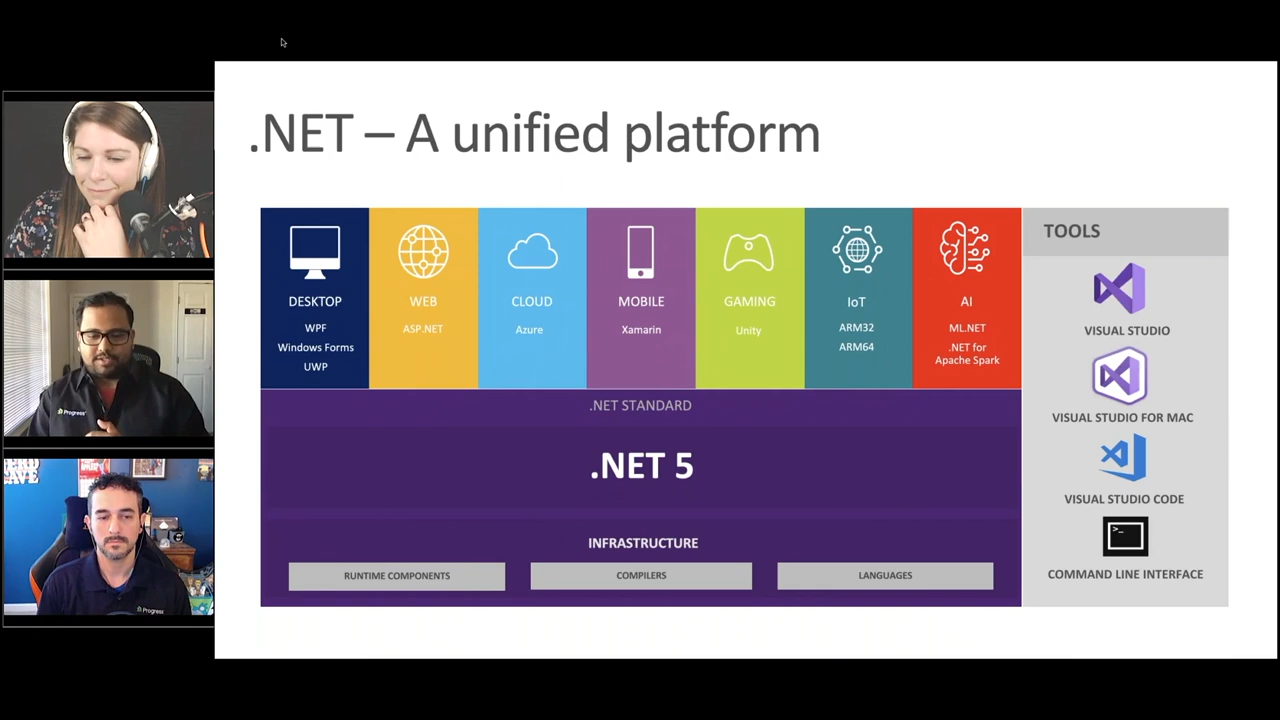 .NET – A unified platform
DESKTOP
WPF
Windows Forms
UWP
WEB
ASP.NET
CLOUD
Azure
MOBILE
Xamarin
GAMING
Unity
IoT
ARM32
ARM64
AI
ML.NET
.NET for
Apache Spark
.NET STANDARD
.NET 5
INFRASTRUCTURE
RUNTIME COMPONENTS
COMPILERS
LANGUAGES
TOOLS
VISUAL STUDIO
VISUAL STUDIO FOR MAC
VISUAL STUDIO CODE
>_
COMMAND LINE INTERFACE
Progress
Progress